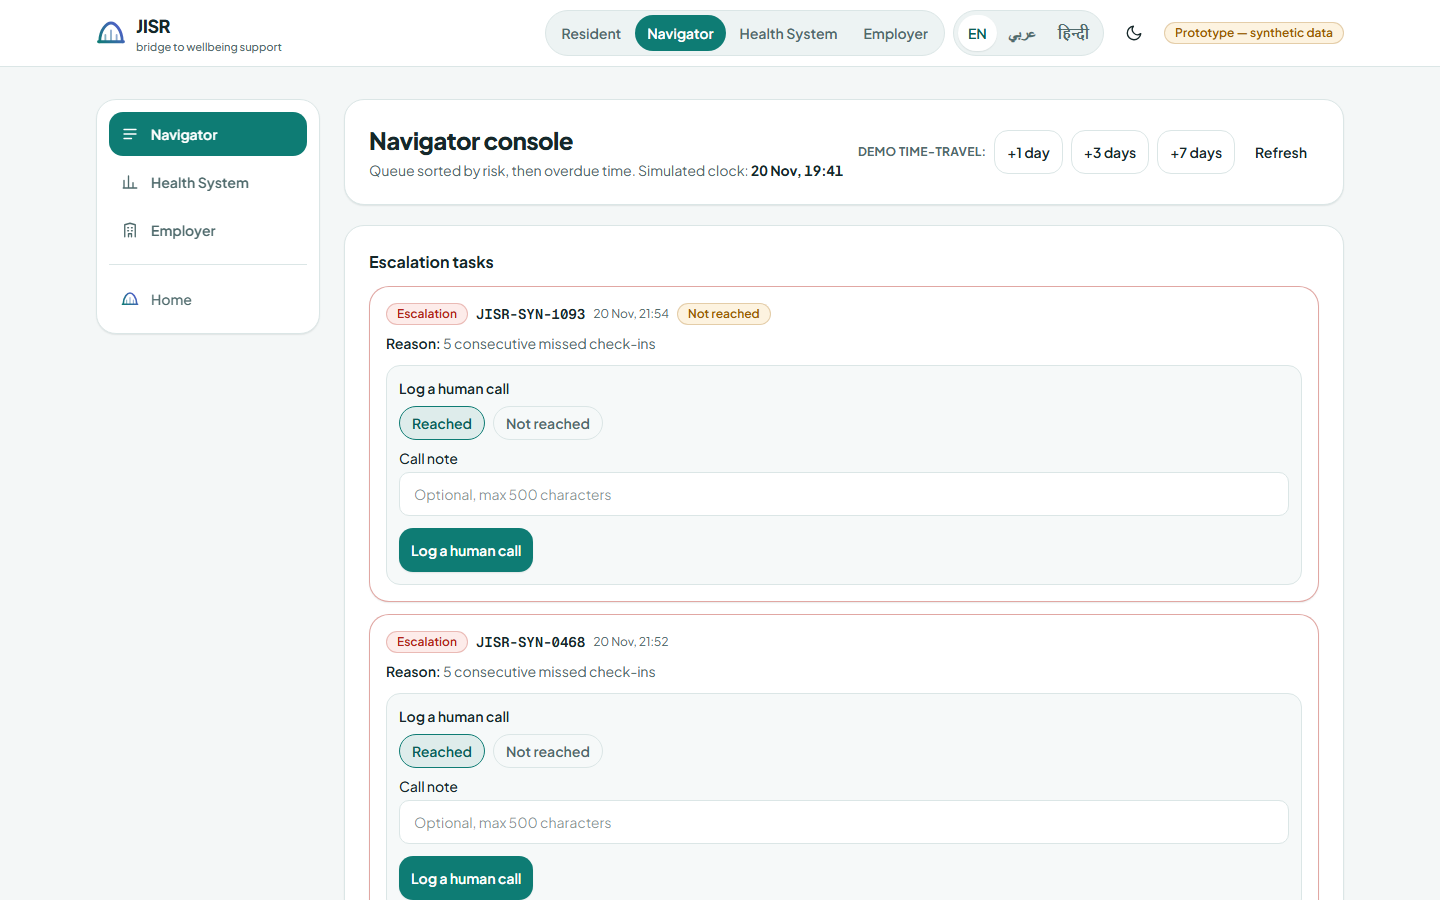 JISR
bridge to wellbeing support
Resident Navigator Health System Employer
EN عربي हिन्दी
Prototype — synthetic data
Navigator
Health System
Employer
Home
Navigator console
Queue sorted by risk, then overdue time. Simulated clock: 20 Nov, 19:41
DEMO TIME-TRAVEL: +1 day +3 days +7 days Refresh
Escalation tasks
Escalation JISR-SYN-1093 20 Nov, 21:54 Not reached
Reason: 5 consecutive missed check-ins
Log a human call
Reached Not reached
Call note
Optional, max 500 characters
Log a human call
Escalation JISR-SYN-0468 20 Nov, 21:52
Reason: 5 consecutive missed check-ins
Log a human call
Reached Not reached
Call note
Optional, max 500 characters
Log a human call